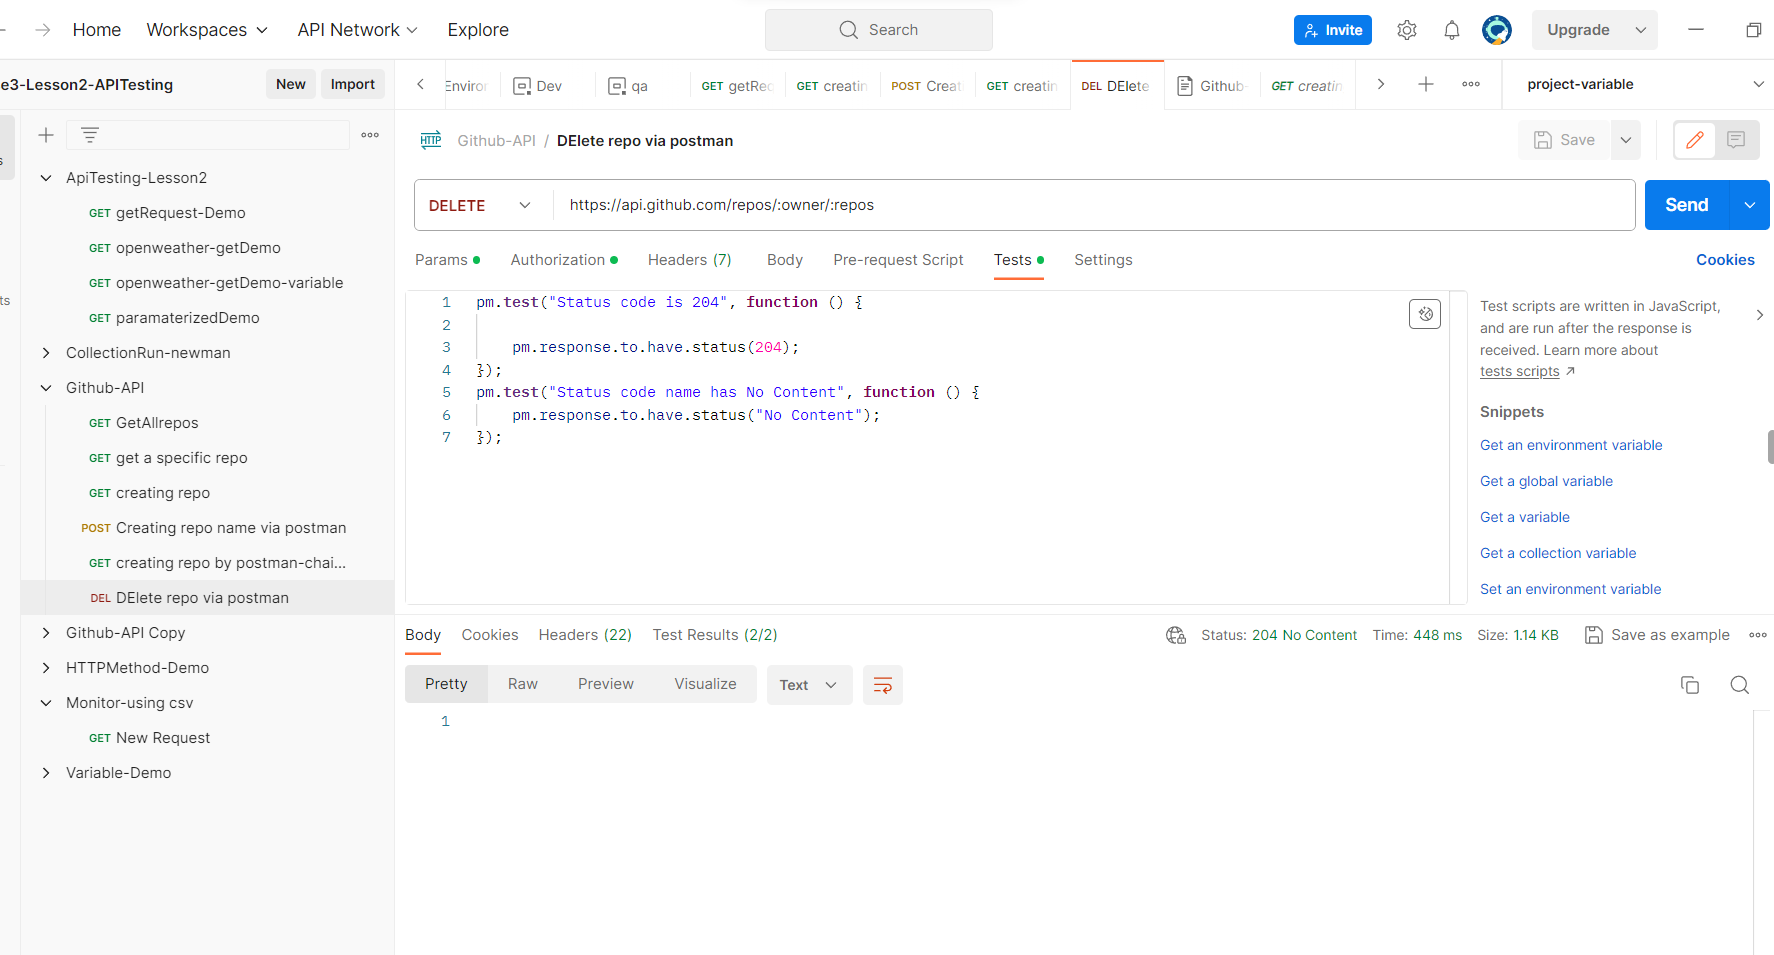 Home Workspaces API Network Explore Search Invite Upgrade
e3-Lesson2-APITesting New Import Environ Dev qa GET getRec GET creatin POST Creat GET creatin DEL DElete Github- GET creatin project-variable
s
ts
ApiTesting-Lesson2
GET getRequest-Demo
GET openweather-getDemo
GET openweather-getDemo-variable
GET paramaterizedDemo
CollectionRun-newman
Github-API
GET GetAllrepos
GET get a specific repo
GET creating repo
POST Creating repo name via postman
GET creating repo by postman-chai...
DEL DElete repo via postman
Github-API Copy
HTTPMethod-Demo
Monitor-using csv
GET New Request
Variable-Demo
HTTP Github-API / DElete repo via postman Save
DELETE https://api.github.com/repos/:owner/:repos Send
Params Authorization Headers (7) Body Pre-request Script Tests Settings Cookies
1 pm.test("Status code is 204", function () {
2
3 pm.response.to.have.status(204);
4 });
5 pm.test("Status code name has No Content", function () {
6 pm.response.to.have.status("No Content");
7 });
Test scripts are written in JavaScript,
and are run after the response is
received. Learn more about
tests scripts ↗
Snippets
Get an environment variable
Get a global variable
Get a variable
Get a collection variable
Set an environment variable
Body Cookies Headers (22) Test Results (2/2) Status: 204 No Content Time: 448 ms Size: 1.14 KB Save as example
Pretty Raw Preview Visualize Text
1